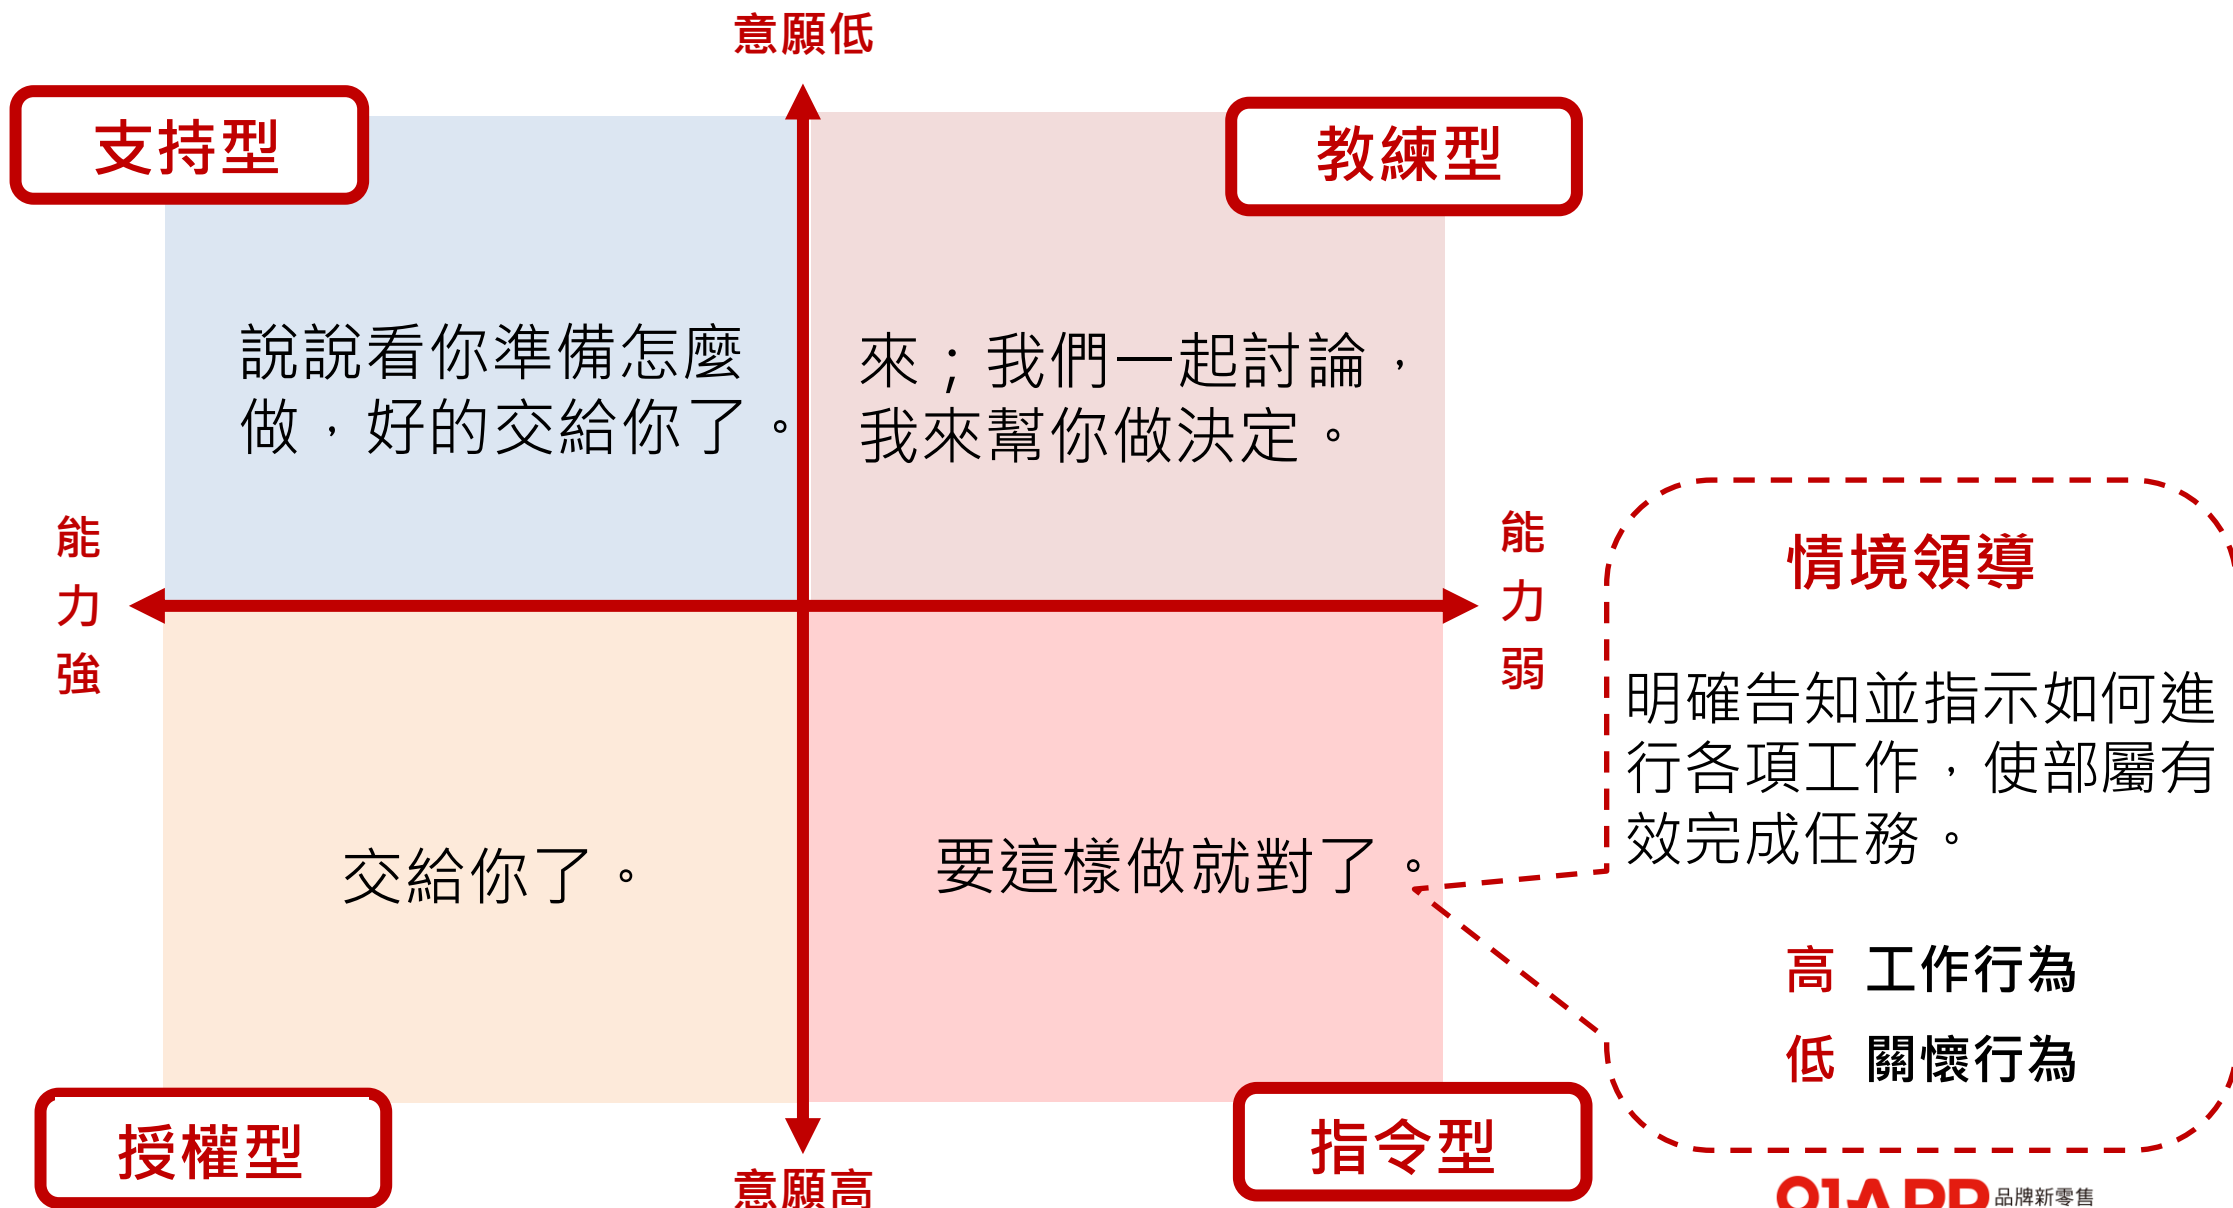 意願低
支持型
教練型
說說看你準備怎麼
做，好的交給你了。
來；我們一起討論，
我來幫你做決定。
能
力
強
能
力
弱
情境領導
明確告知並指示如何進
行各項工作，使部屬有
效完成任務。
高 工作行為
低 關懷行為
交給你了。
要這樣做就對了。
授權型
指令型
意願高
91APP 品牌新零售